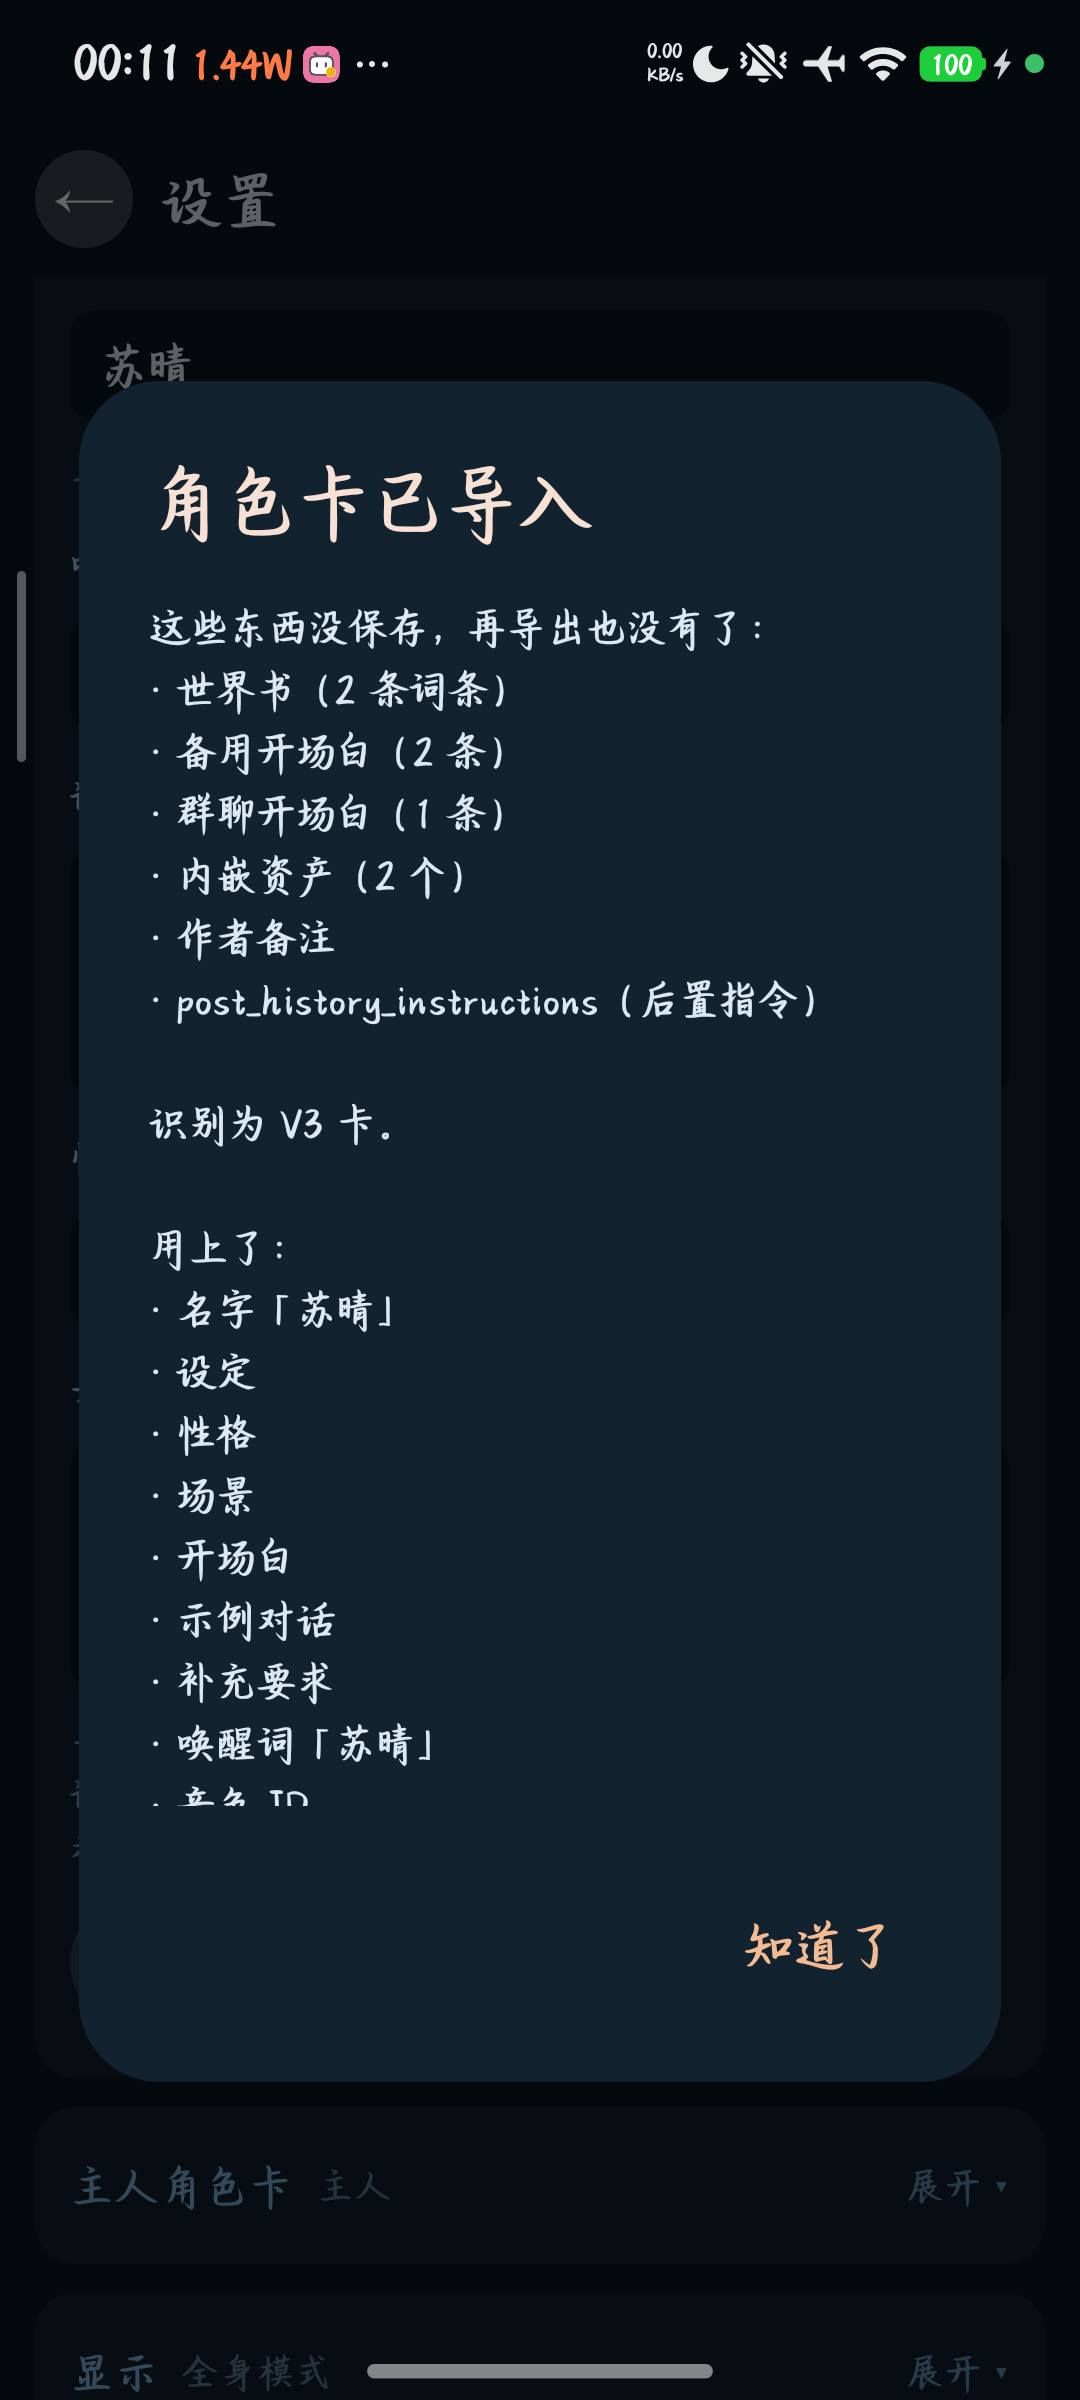 00:11 1.44W ··· 0.00 KB/s 100
设置
苏晴
角色卡已导入
这些东西没保存，再导出也没有了：
· 世界书（2 条词条）
· 备用开场白（2 条）
· 群聊开场白（1 条）
· 内嵌资产（2 个）
· 作者备注
· post_history_instructions（后置指令）
识别为 V3 卡。
用上了：
· 名字「苏晴」
· 设定
· 性格
· 场景
· 开场白
· 示例对话
· 补充要求
· 唤醒词「苏晴」
· 音色 ID
知道了
主人角色卡 主人 展开 ▾
显示 全身模式 展开 ▾